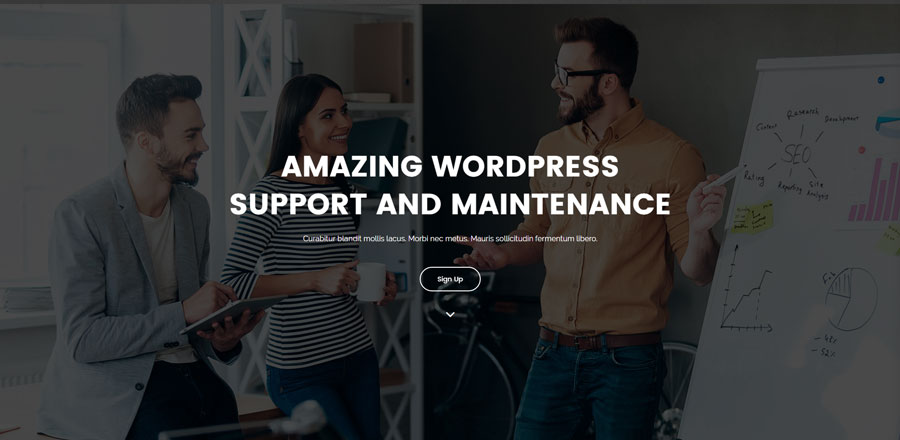 AMAZING WORDPRESS
SUPPORT AND MAINTENANCE
Curabitur blandit mollis lacus. Morbi nec metus. Mauris sollicitudin fermentum libero.
Sign Up
Content
Research
Development
SEO
Rating
Reporting
Site
Analysis